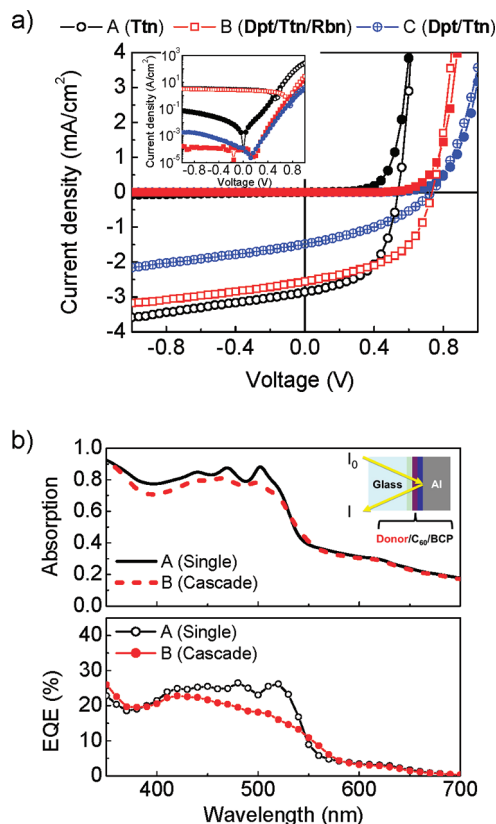 a)
A (Ttn) B (Dpt/Ttn/Rbn) C (Dpt/Ttn)
Current density (mA/cm²)
4
3
2
1
0
-1
-2
-3
-4
-0.8 -0.4 0.0 0.4 0.8
Voltage (V)
Current density (A/cm²)
10³
10¹
10⁻¹
10⁻³
10⁻⁵
-0.8 -0.4 0.0 0.4 0.8
Voltage (V)
b)
Absorption
1.0
0.8
0.6
0.4
0.2
0.0
A (Single)
B (Cascade)
I₀
I
Glass
Al
Donor/C₆₀/BCP
EQE (%)
40
30
20
10
0
A (Single)
B (Cascade)
400 500 600 700
Wavelength (nm)